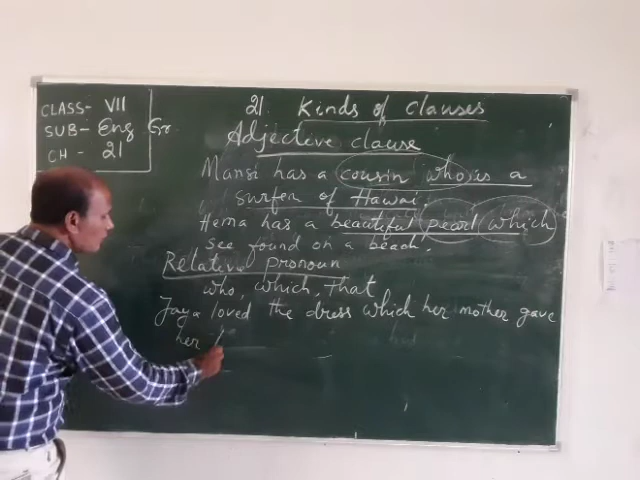 CLASS- VII
SUB- Eng Gr
CH - 21
21. Kinds of Clauses
Adjective clause
Mansi has a cousin who is a
surfer of Hawai.
Hema has a beautiful pearl which
see found on a beach.
Relative pronoun
who, which, that
Jaya loved the dress which her mother gave
her